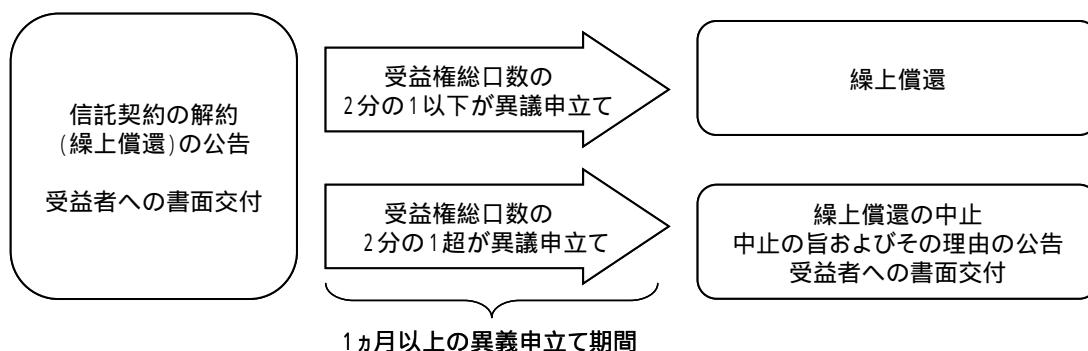 信託契約の解約
(繰上償還)の公告
受益者への書面交付
受益権総口数の
2分の1以下が異議申立て
繰上償還
受益権総口数の
2分の1超が異議申立て
繰上償還の中止
中止の旨およびその理由の公告
受益者への書面交付
1ヵ月以上の異義申立て期間